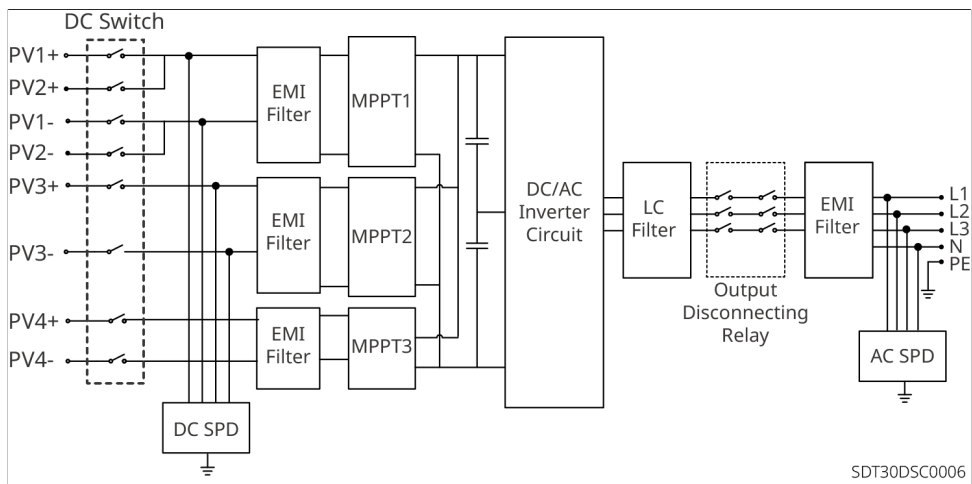 DC Switch
PV1+
PV2+
PV1-
PV2-
PV3+
PV3-
PV4+
PV4-
EMI
Filter
MPPT1
EMI
Filter
MPPT2
EMI
Filter
MPPT3
DC SPD
DC/AC
Inverter
Circuit
LC
Filter
Output
Disconnecting
Relay
EMI
Filter
L1
L2
L3
N
PE
AC SPD
SDT30DSC0006